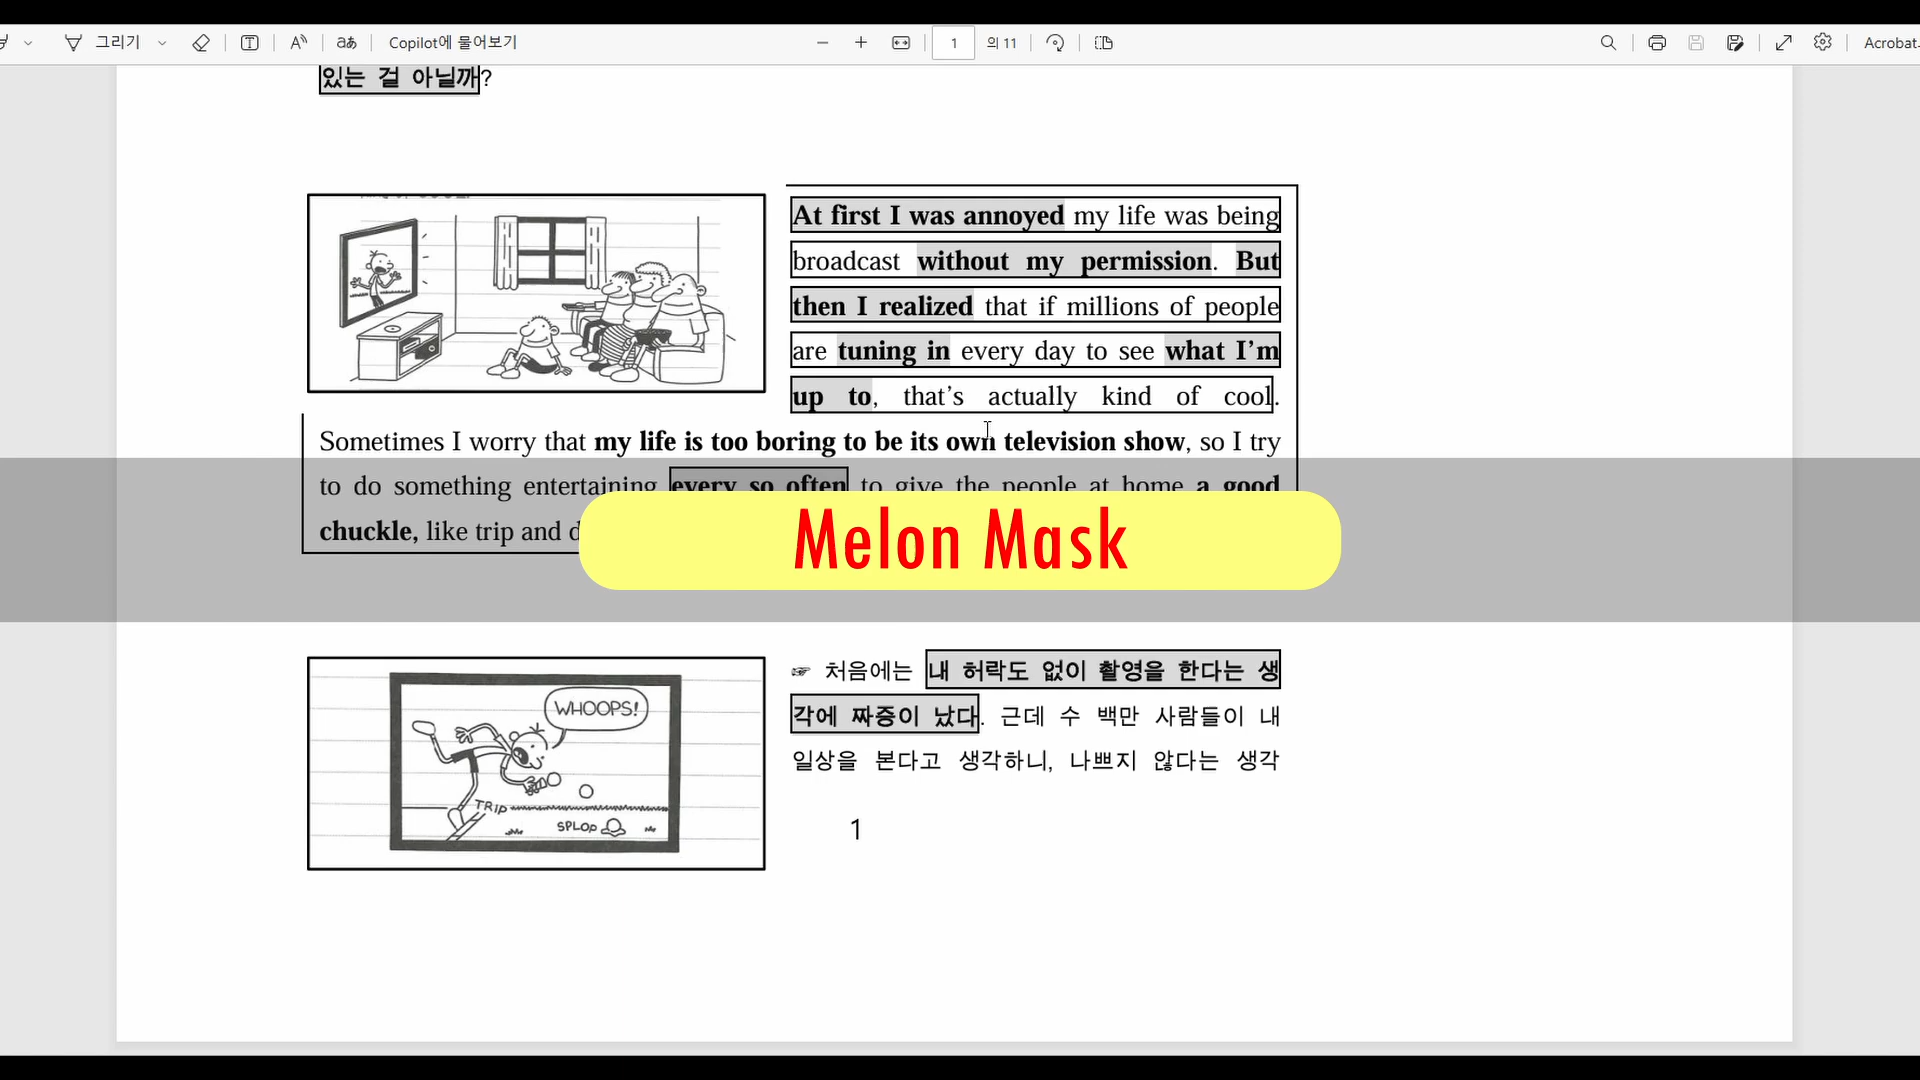 그리기
Copilot에 물어보기
1
의 11
Acrobat
있는 걸 아닐까?
At first I was annoyed my life was being
broadcast without my permission. But
then I realized that if millions of people
are tuning in every day to see what I'm
up to, that's actually kind of cool.
Sometimes I worry that my life is too boring to be its own television show, so I try
to do something entertaining every so often to give the people at home a good
chuckle, like trip and
Melon Mask
WHOOPS!
TRIP
SPLOP
☞ 처음에는 내 허락도 없이 촬영을 한다는 생
각에 짜증이 났다. 근데 수 백만 사람들이 내
일상을 본다고 생각하니, 나쁘지 않다는 생각
1